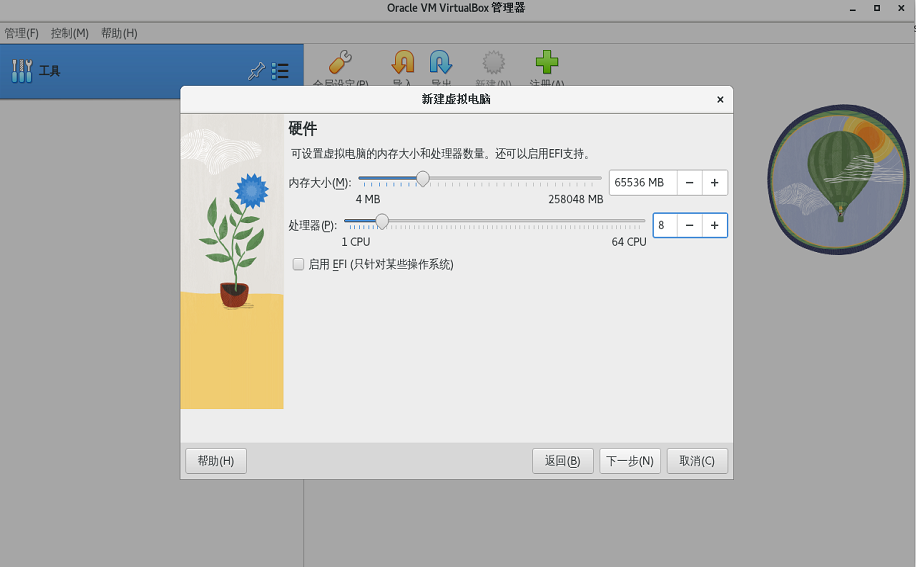 Oracle VM VirtualBox 管理器
管理(F) 控制(M) 帮助(H)
工具
全局设定(P) 导入 导出 新建(N) 注册(A)
新建虚拟电脑
硬件
可设置虚拟电脑的内存大小和处理器数量。还可以启用EFI支持。
内存大小(M): 65536 MB
4 MB 258048 MB
处理器(P): 8
1 CPU 64 CPU
启用 EFI (只针对某些操作系统)
帮助(H) 返回(B) 下一步(N) 取消(C)